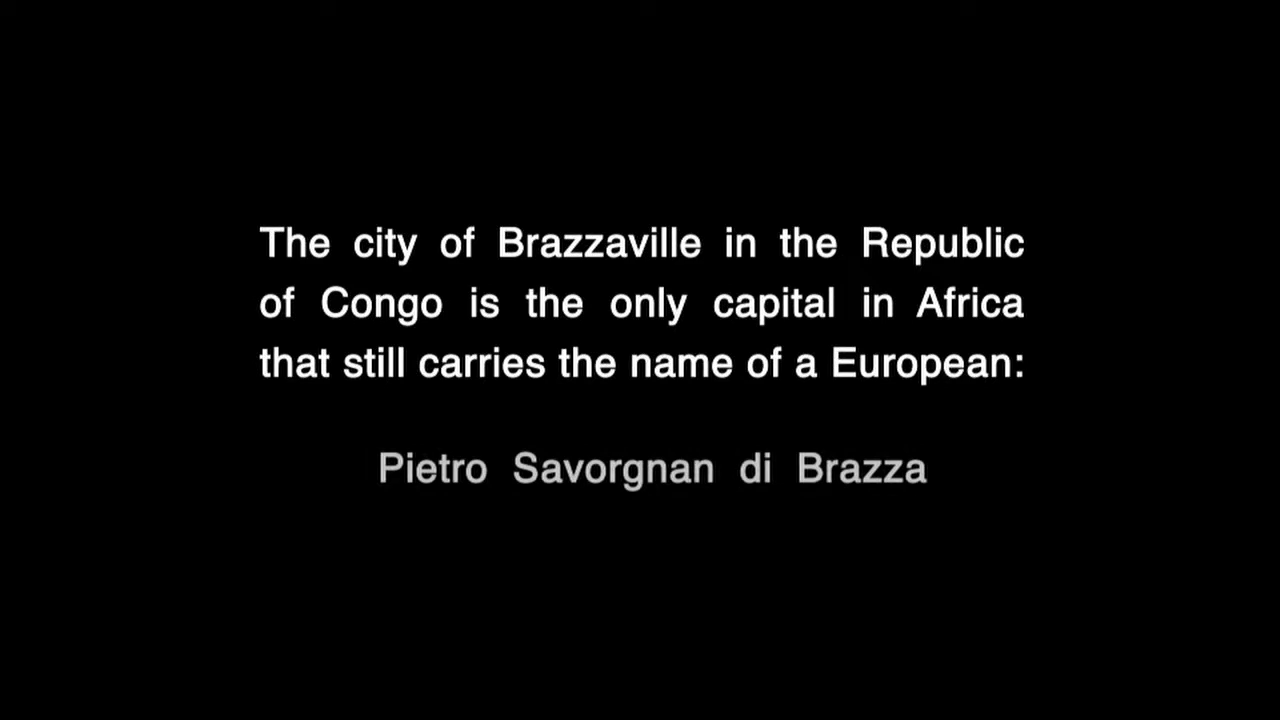 The city of Brazzaville in the Republic
of Congo is the only capital in Africa
that still carries the name of a European:
Pietro Savorgnan di Brazza